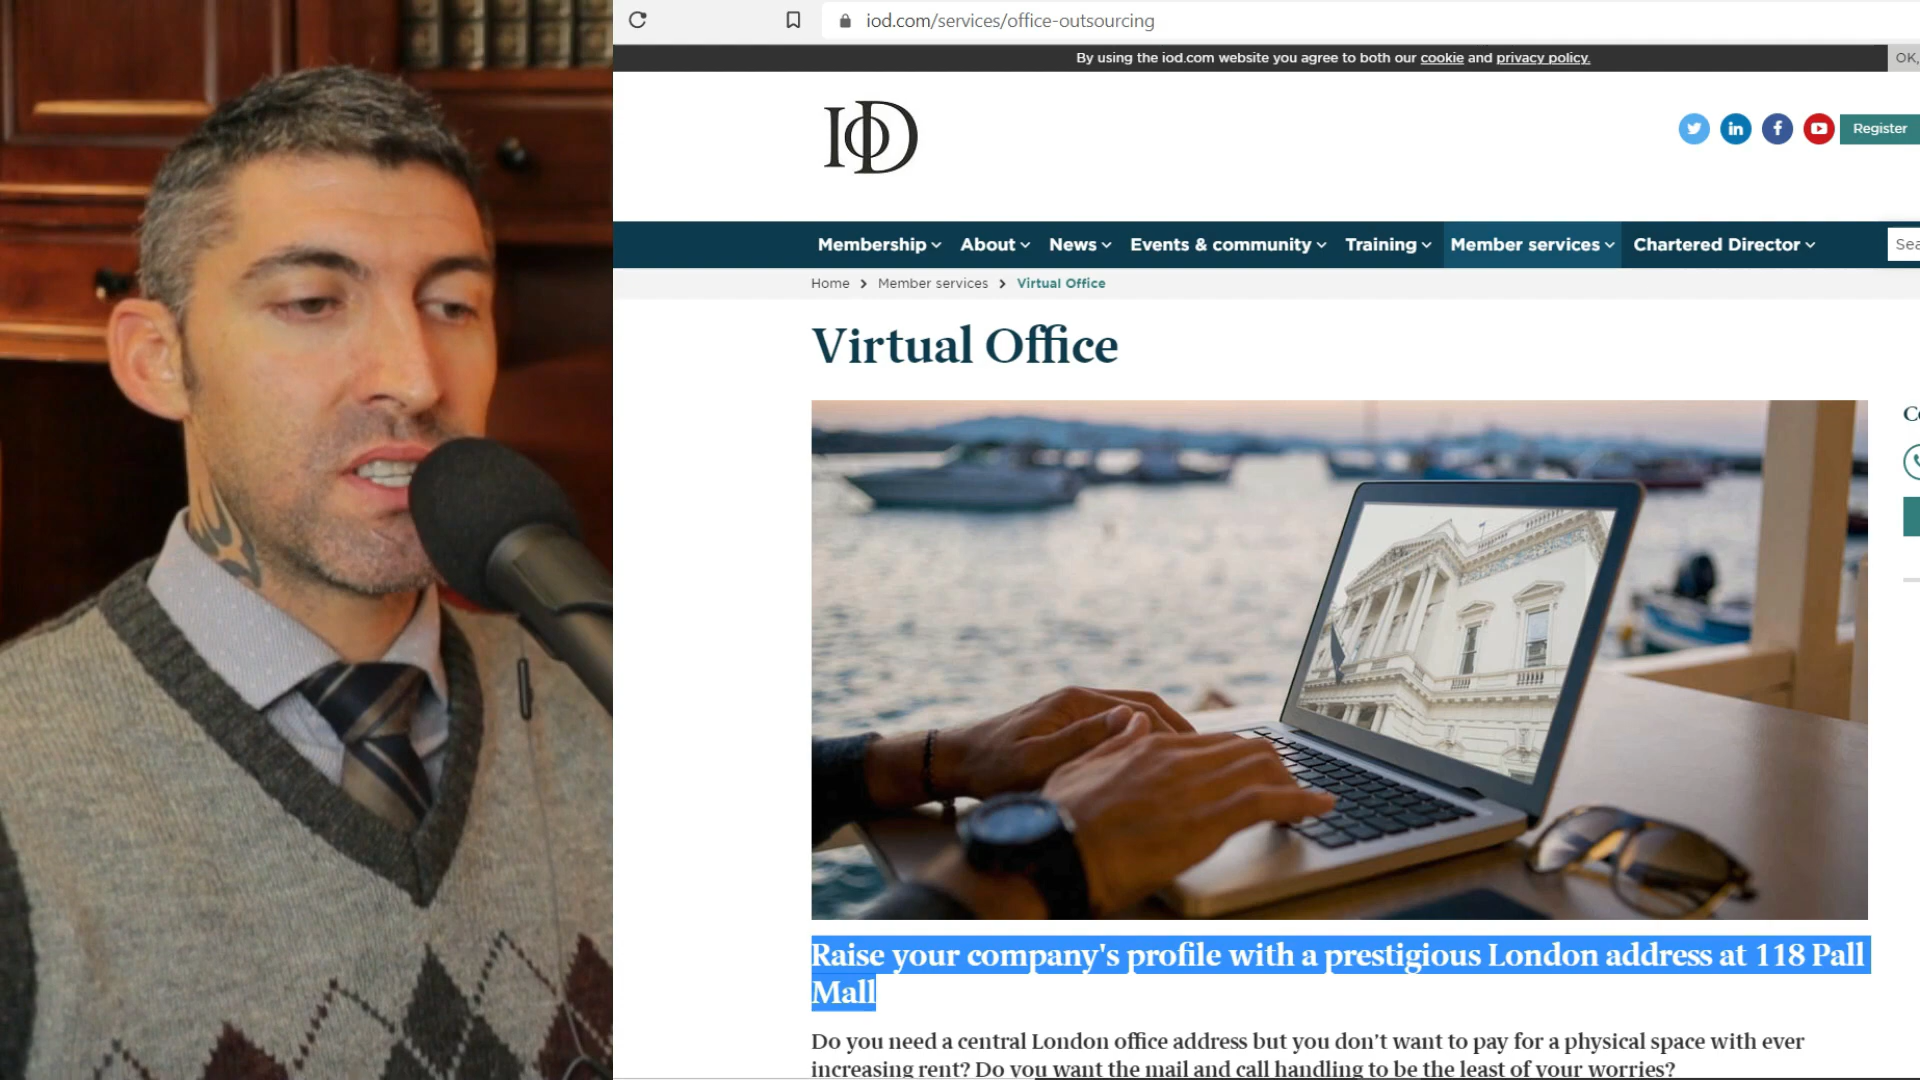 iod.com/services/office-outsourcing
By using the iod.com website you agree to both our cookie and privacy policy.
OK,
IoD
Register
Membership About News Events & community Training Member services Chartered Director
Sea
Home > Member services > Virtual Office
Virtual Office
Raise your company's profile with a prestigious London address at 118 Pall
Mall
Do you need a central London office address but you don't want to pay for a physical space with ever
increasing rent? Do you want the mail and call handling to be the least of your worries?